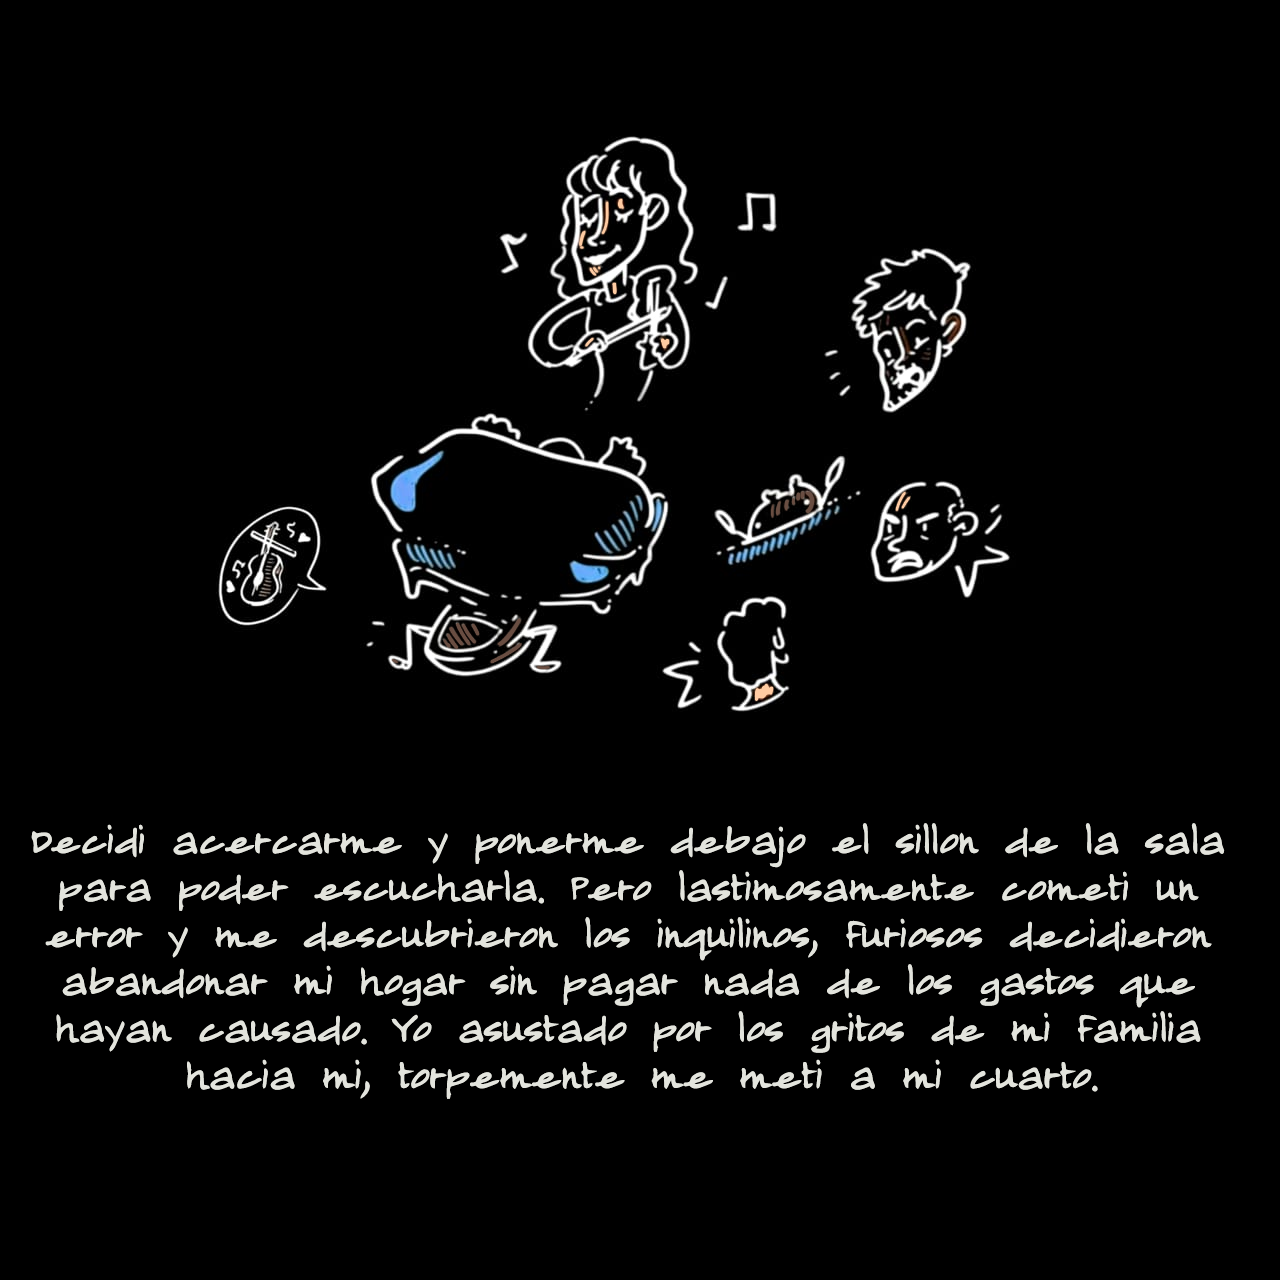 Decidi acercarme y ponerme debajo el sillon de la sala
para poder escucharla. Pero lastimosamente cometi un
error y me descubrieron los inquilinos, furiosos decidieron
abandonar mi hogar sin pagar nada de los gastos que
hayan causado. Yo asustado por los gritos de mi familia
hacia mi, torpemente me meti a mi cuarto.